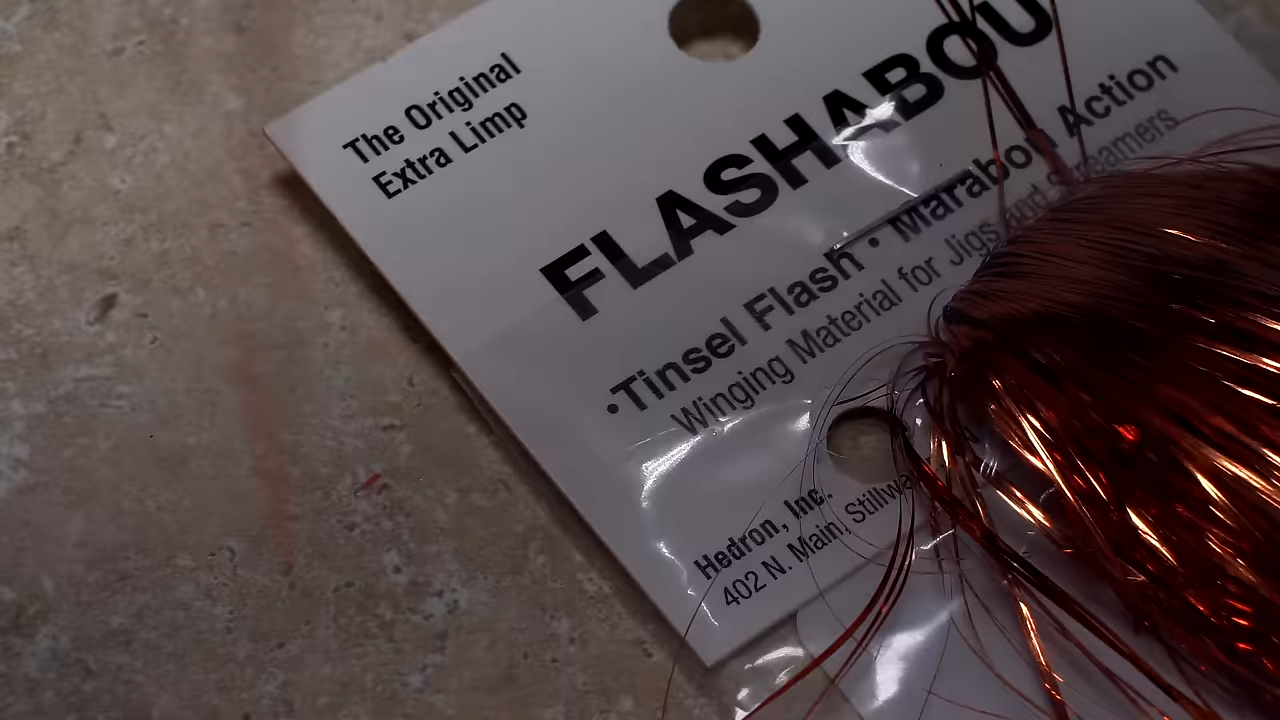 The Original
Extra Limp
FLASHABOU
•Tinsel Flash • Marabou Action
Winging Material for Jigs and Streamers
Hedron, Inc.
402 N. Main, Stillwa